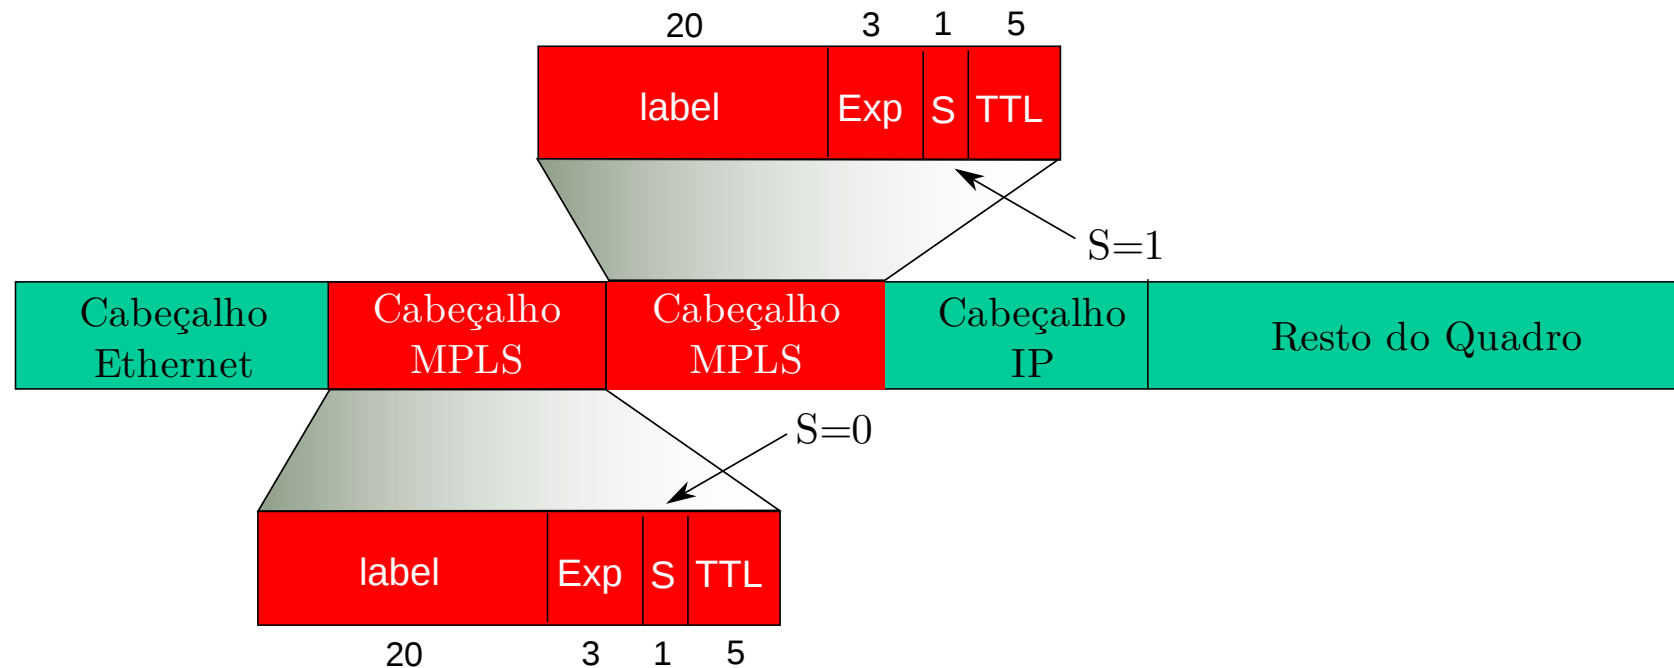 20 3 1 5
label Exp S TTL
S=1
Cabeçalho Ethernet
Cabeçalho MPLS
Cabeçalho MPLS
Cabeçalho IP
Resto do Quadro
S=0
label Exp S TTL
20 3 1 5